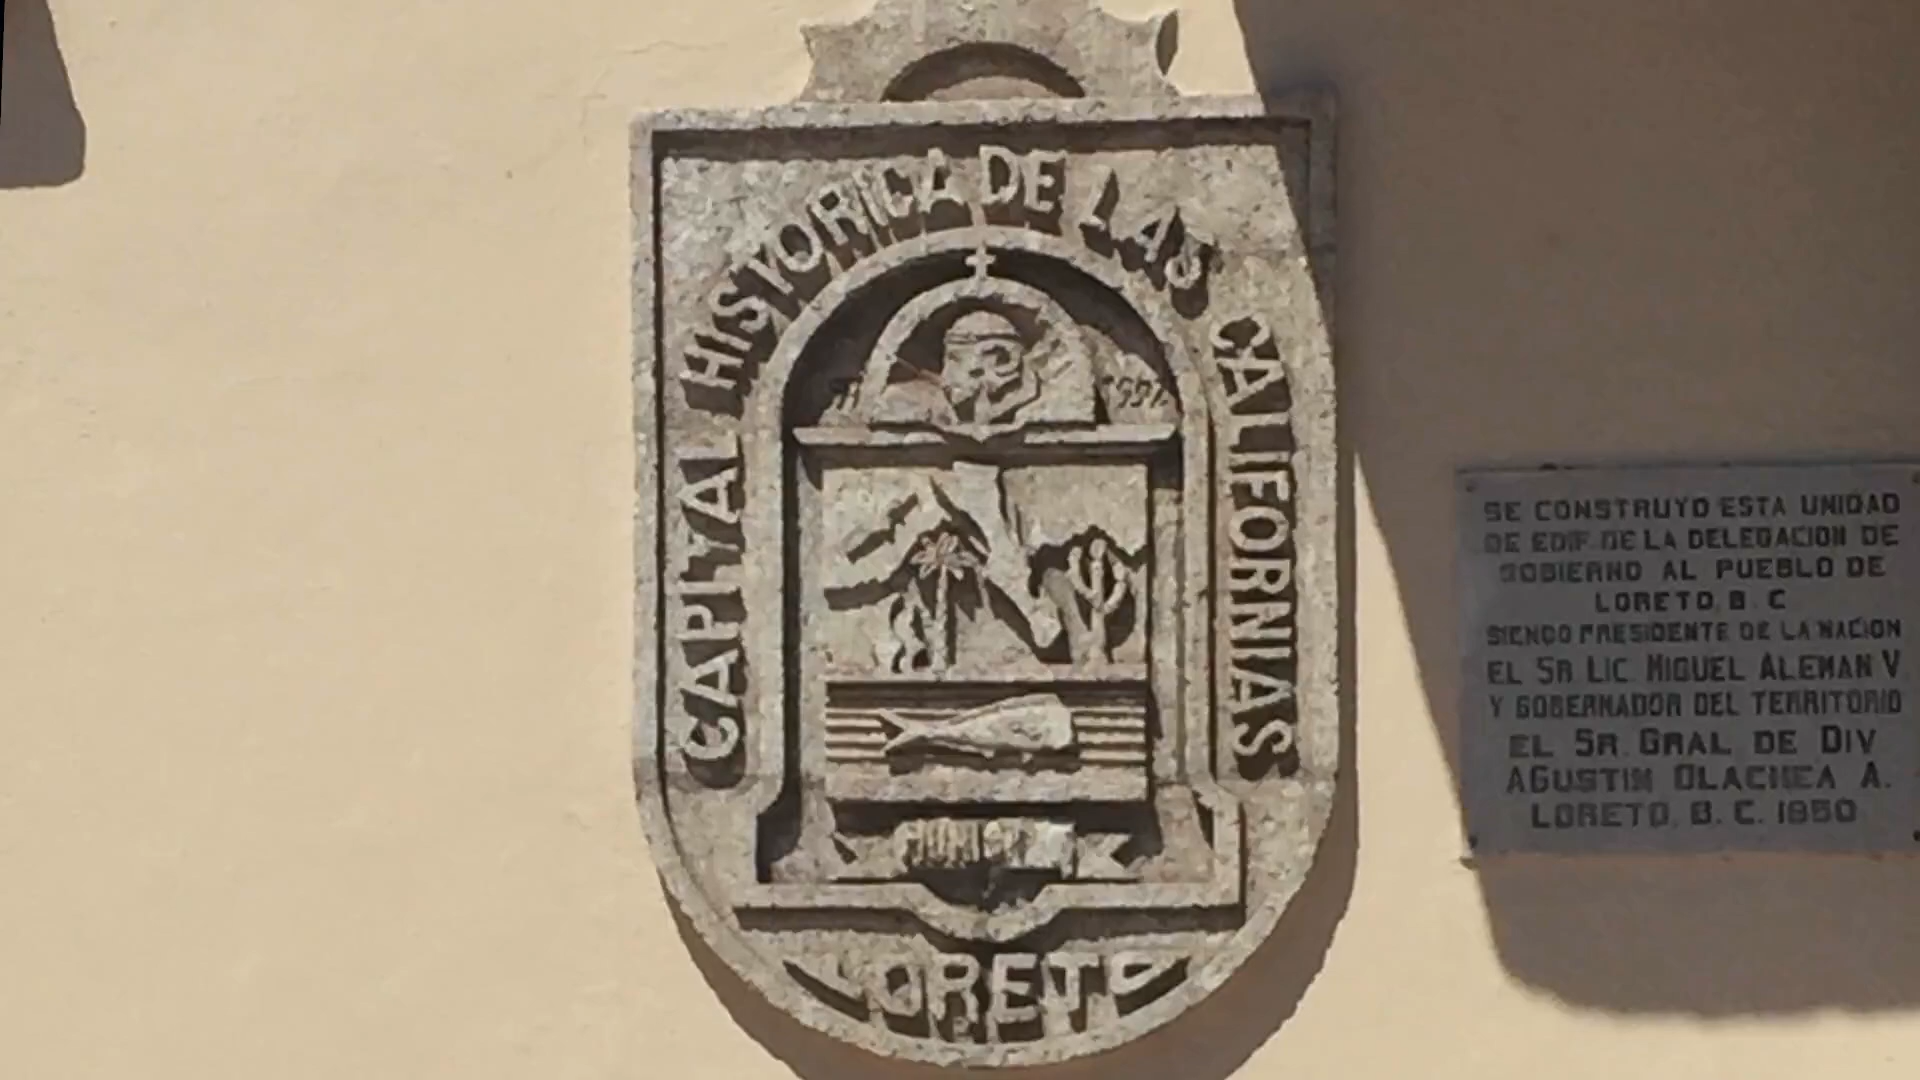 CAPITAL HISTORICA DE LAS CALIFORNIAS
LORETO
SE CONSTRUYO ESTA UNIDAD
DE EDIF. DE LA DELEGACION DE
GOBIERNO AL PUEBLO DE
LORETO, B. C
SIENDO PRESIDENTE DE LA NACION
EL SR LIC. MIGUEL ALEMAN V.
Y GOBERNADOR DEL TERRITORIO
EL SR. GRAL DE DIV
AGUSTIN OLACHEA A.
LORETO, B. C. 1950